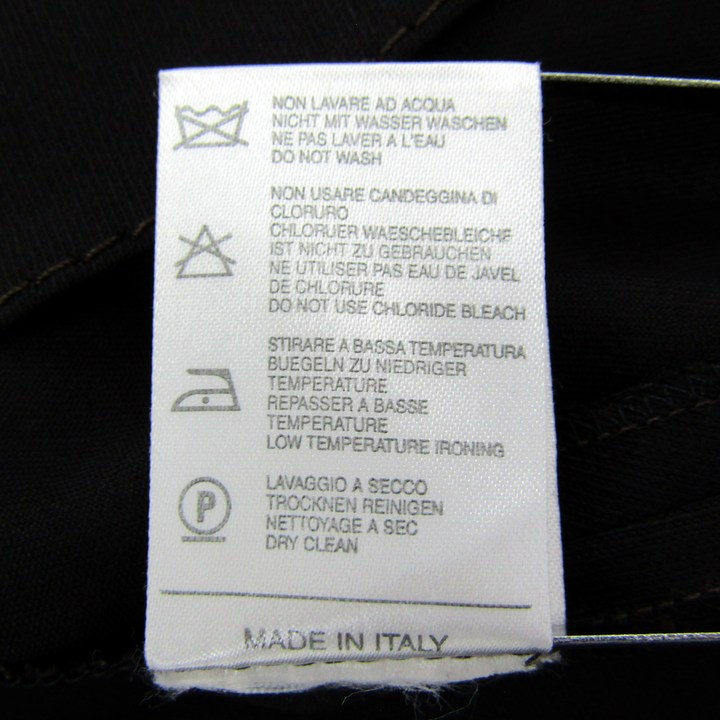 NON LAVARE AD ACQUA
NICHT MIT WASSER WASCHEN
NE PAS LAVER A L'EAU
DO NOT WASH
NON USARE CANDEGGINA DI
CLORURO
CHLORUER WAESCHEBLEICHE
IST NICHT ZU GEBRAUCHEN
NE UTILISER PAS EAU DE JAVEL
DE CHLORURE
DO NOT USE CHLORIDE BLEACH
STIRARE A BASSA TEMPERATURA
BUEGELN ZU NIEDRIGER
TEMPERATURE
REPASSER A BASSE
TEMPERATURE
LOW TEMPERATURE IRONING
P
LAVAGGIO A SECCO
TROCKNEN REINIGEN
NETTOYAGE A SEC
DRY CLEAN
MADE IN ITALY